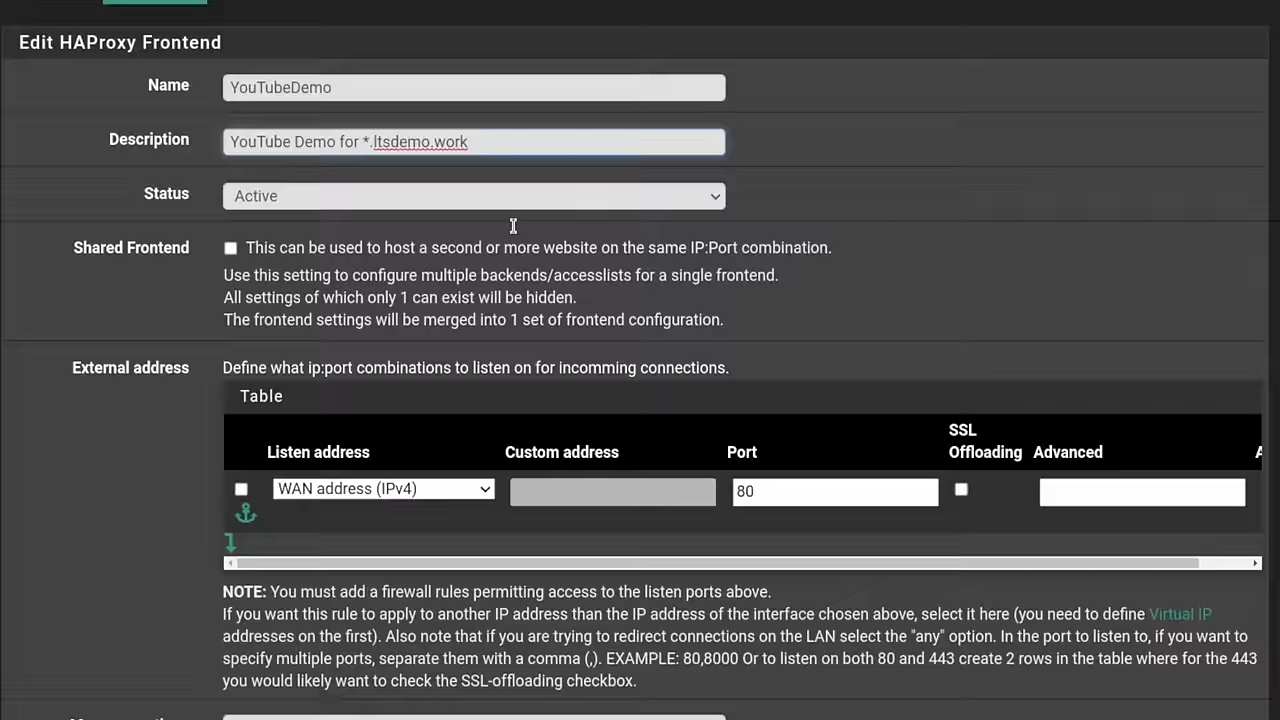 Edit HAProxy Frontend
Name
YouTubeDemo
Description
YouTube Demo for *.ltsdemo.work
Status
Active
Shared Frontend
This can be used to host a second or more website on the same IP:Port combination.
Use this setting to configure multiple backends/accesslists for a single frontend.
All settings of which only 1 can exist will be hidden.
The frontend settings will be merged into 1 set of frontend configuration.
External address
Define what ip:port combinations to listen on for incomming connections.
Table
Listen address Custom address Port SSL Offloading Advanced
WAN address (IPv4) 80
NOTE: You must add a firewall rules permitting access to the listen ports above.
If you want this rule to apply to another IP address than the IP address of the interface chosen above, select it here (you need to define Virtual IP
addresses on the first). Also note that if you are trying to redirect connections on the LAN select the "any" option. In the port to listen to, if you want to
specify multiple ports, separate them with a comma (,). EXAMPLE: 80,8000 Or to listen on both 80 and 443 create 2 rows in the table where for the 443
you would likely want to check the SSL-offloading checkbox.